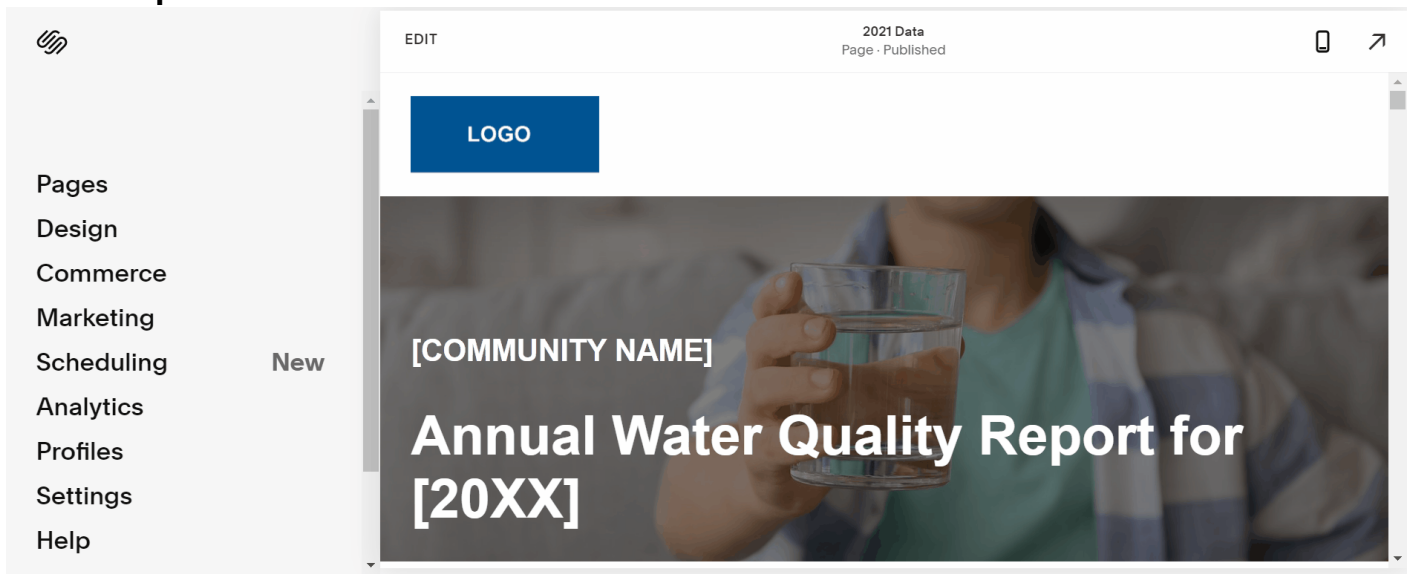 Pages
Design
Commerce
Marketing
Scheduling New
Analytics
Profiles
Settings
Help
EDIT
2021 Data
Page · Published
LOGO
[COMMUNITY NAME]
Annual Water Quality Report for
[20XX]